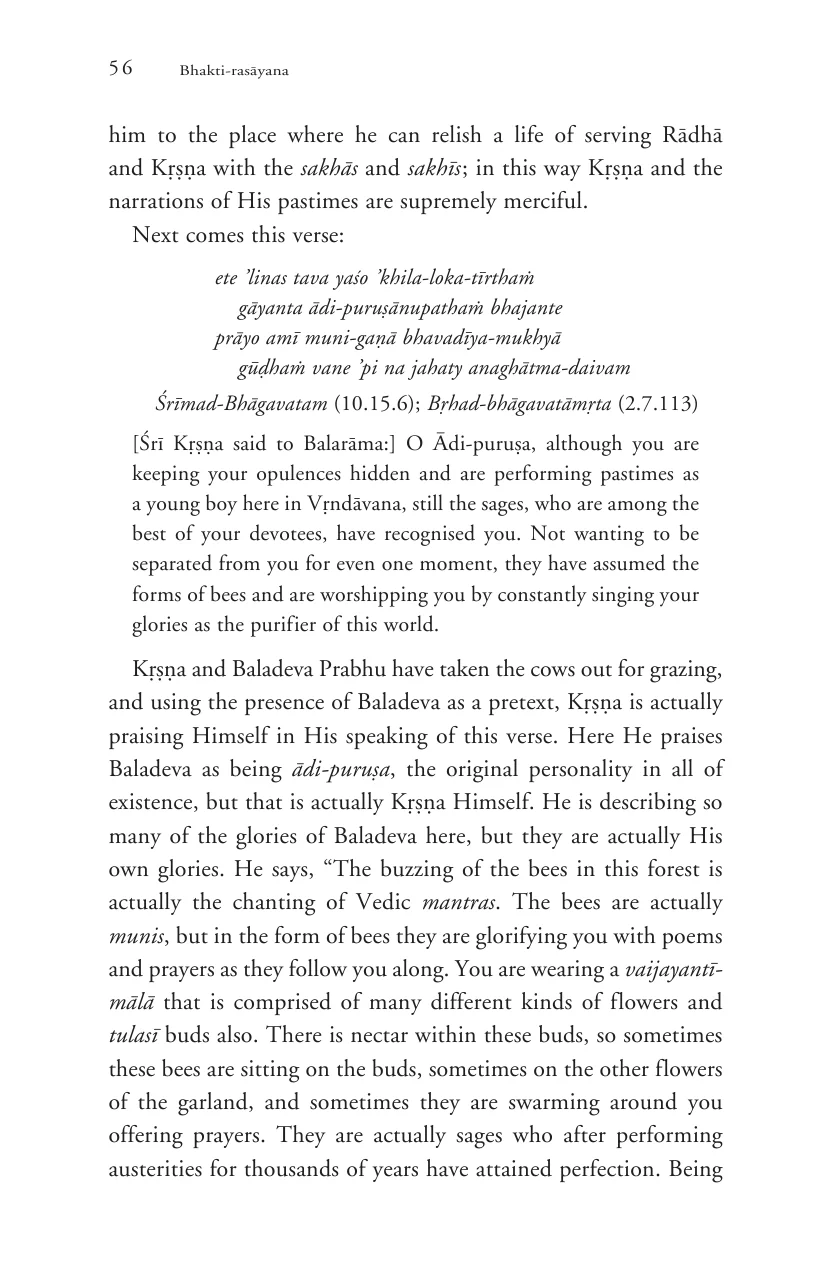 56 Bhakti-rasāyana
him to the place where he can relish a life of serving Rādhā
and Kṛṣṇa with the sakhās and sakhīs; in this way Kṛṣṇa and the
narrations of His pastimes are supremely merciful.
Next comes this verse:
ete ’linas tava yaśo ’khila-loka-tīrthaṁ
gāyanta ādi-puruṣānupathaṁ bhajante
prāyo amī muni-gaṇā bhavadīya-mukhyā
gūḍhaṁ vane ’pi na jahaty anaghātma-daivam
Śrīmad-Bhāgavatam (10.15.6); Bṛhad-bhāgavatāmṛta (2.7.113)
[Śrī Kṛṣṇa said to Balarāma:] O Ādi-puruṣa, although you are
keeping your opulences hidden and are performing pastimes as
a young boy here in Vṛndāvana, still the sages, who are among the
best of your devotees, have recognised you. Not wanting to be
separated from you for even one moment, they have assumed the
forms of bees and are worshipping you by constantly singing your
glories as the purifier of this world.
Kṛṣṇa and Baladeva Prabhu have taken the cows out for grazing,
and using the presence of Baladeva as a pretext, Kṛṣṇa is actually
praising Himself in His speaking of this verse. Here He praises
Baladeva as being ādi-puruṣa, the original personality in all of
existence, but that is actually Kṛṣṇa Himself. He is describing so
many of the glories of Baladeva here, but they are actually His
own glories. He says, “The buzzing of the bees in this forest is
actually the chanting of Vedic mantras. The bees are actually
munis, but in the form of bees they are glorifying you with poems
and prayers as they follow you along. You are wearing a vaijayantī-
mālā that is comprised of many different kinds of flowers and
tulasī buds also. There is nectar within these buds, so sometimes
these bees are sitting on the buds, sometimes on the other flowers
of the garland, and sometimes they are swarming around you
offering prayers. They are actually sages who after performing
austerities for thousands of years have attained perfection. Being